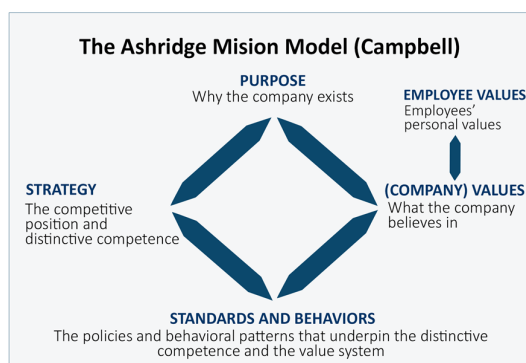 The Ashridge Mision Model (Campbell)
PURPOSE
Why the company exists
EMPLOYEE VALUES
Employees'
personal values
STRATEGY
The competitive
position and
distinctive competence
(COMPANY) VALUES
What the company
believes in
STANDARDS AND BEHAVIORS
The policies and behavioral patterns that underpin the distinctive
competence and the value system